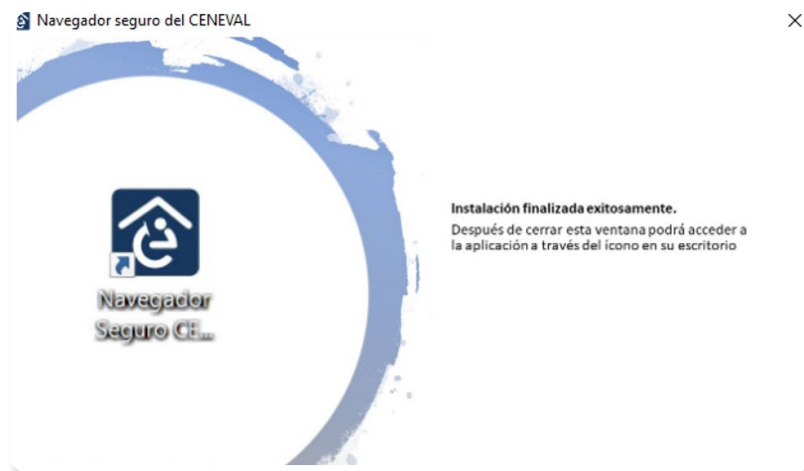 Navegador seguro del CENEVAL
Instalación finalizada exitosamente.
Después de cerrar esta ventana podrá acceder a
la aplicación a través del ícono en su escritorio
Navegador
Seguro CE...